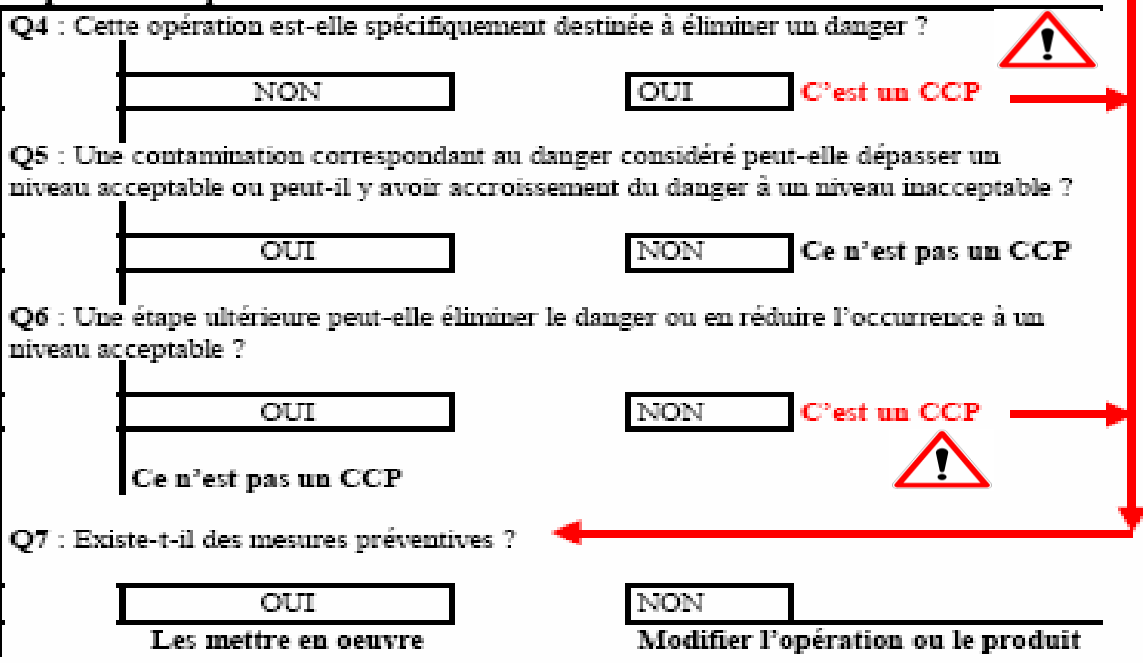 Q4 : Cette opération est-elle spécifiquement destinée à éliminer un danger ?
NON OUI C'est un CCP
Q5 : Une contamination correspondant au danger considéré peut-elle dépasser un
niveau acceptable ou peut-il y avoir accroissement du danger à un niveau inacceptable ?
OUI NON Ce n'est pas un CCP
Q6 : Une étape ultérieure peut-elle éliminer le danger ou en réduire l'occurrence à un
niveau acceptable ?
OUI NON C'est un CCP
Ce n'est pas un CCP
Q7 : Existe-t-il des mesures préventives ?
OUI NON
Les mettre en oeuvre Modifier l'opération ou le produit